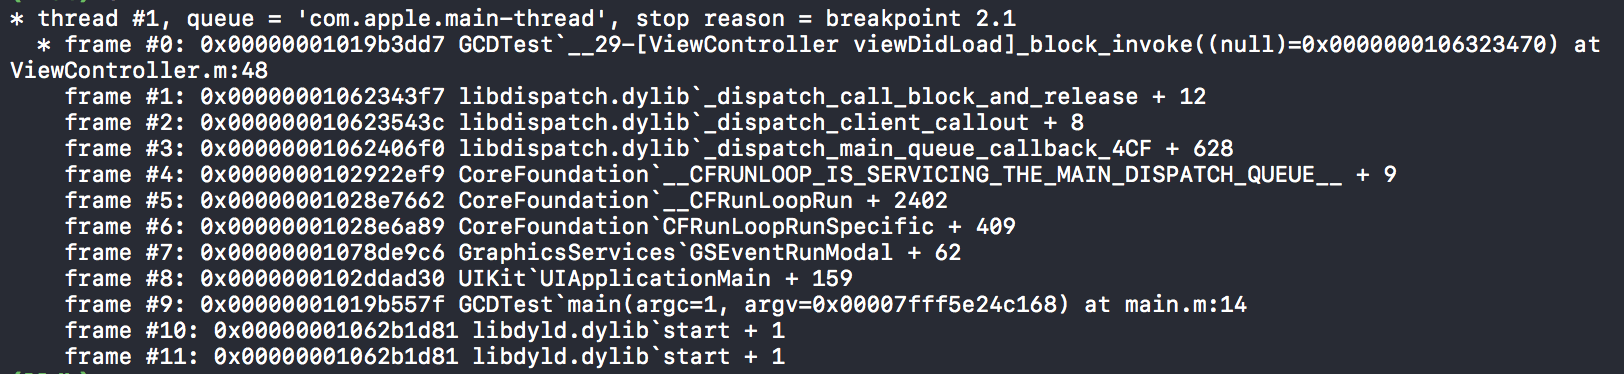 * thread #1, queue = 'com.apple.main-thread', stop reason = breakpoint 2.1
  * frame #0: 0x00000001019b3dd7 GCDTest`__29-[ViewController viewDidLoad]_block_invoke((null)=0x0000000106323470) at
ViewController.m:48
    frame #1: 0x00000001062343f7 libdispatch.dylib`_dispatch_call_block_and_release + 12
    frame #2: 0x000000010623543c libdispatch.dylib`_dispatch_client_callout + 8
    frame #3: 0x00000001062406f0 libdispatch.dylib`_dispatch_main_queue_callback_4CF + 628
    frame #4: 0x0000000102922ef9 CoreFoundation`__CFRUNLOOP_IS_SERVICING_THE_MAIN_DISPATCH_QUEUE__ + 9
    frame #5: 0x00000001028e7662 CoreFoundation`__CFRunLoopRun + 2402
    frame #6: 0x00000001028e6a89 CoreFoundation`CFRunLoopRunSpecific + 409
    frame #7: 0x00000001078de9c6 GraphicsServices`GSEventRunModal + 62
    frame #8: 0x0000000102ddad30 UIKit`UIApplicationMain + 159
    frame #9: 0x00000001019b557f GCDTest`main(argc=1, argv=0x00007fff5e24c168) at main.m:14
    frame #10: 0x00000001062b1d81 libdyld.dylib`start + 1
    frame #11: 0x00000001062b1d81 libdyld.dylib`start + 1